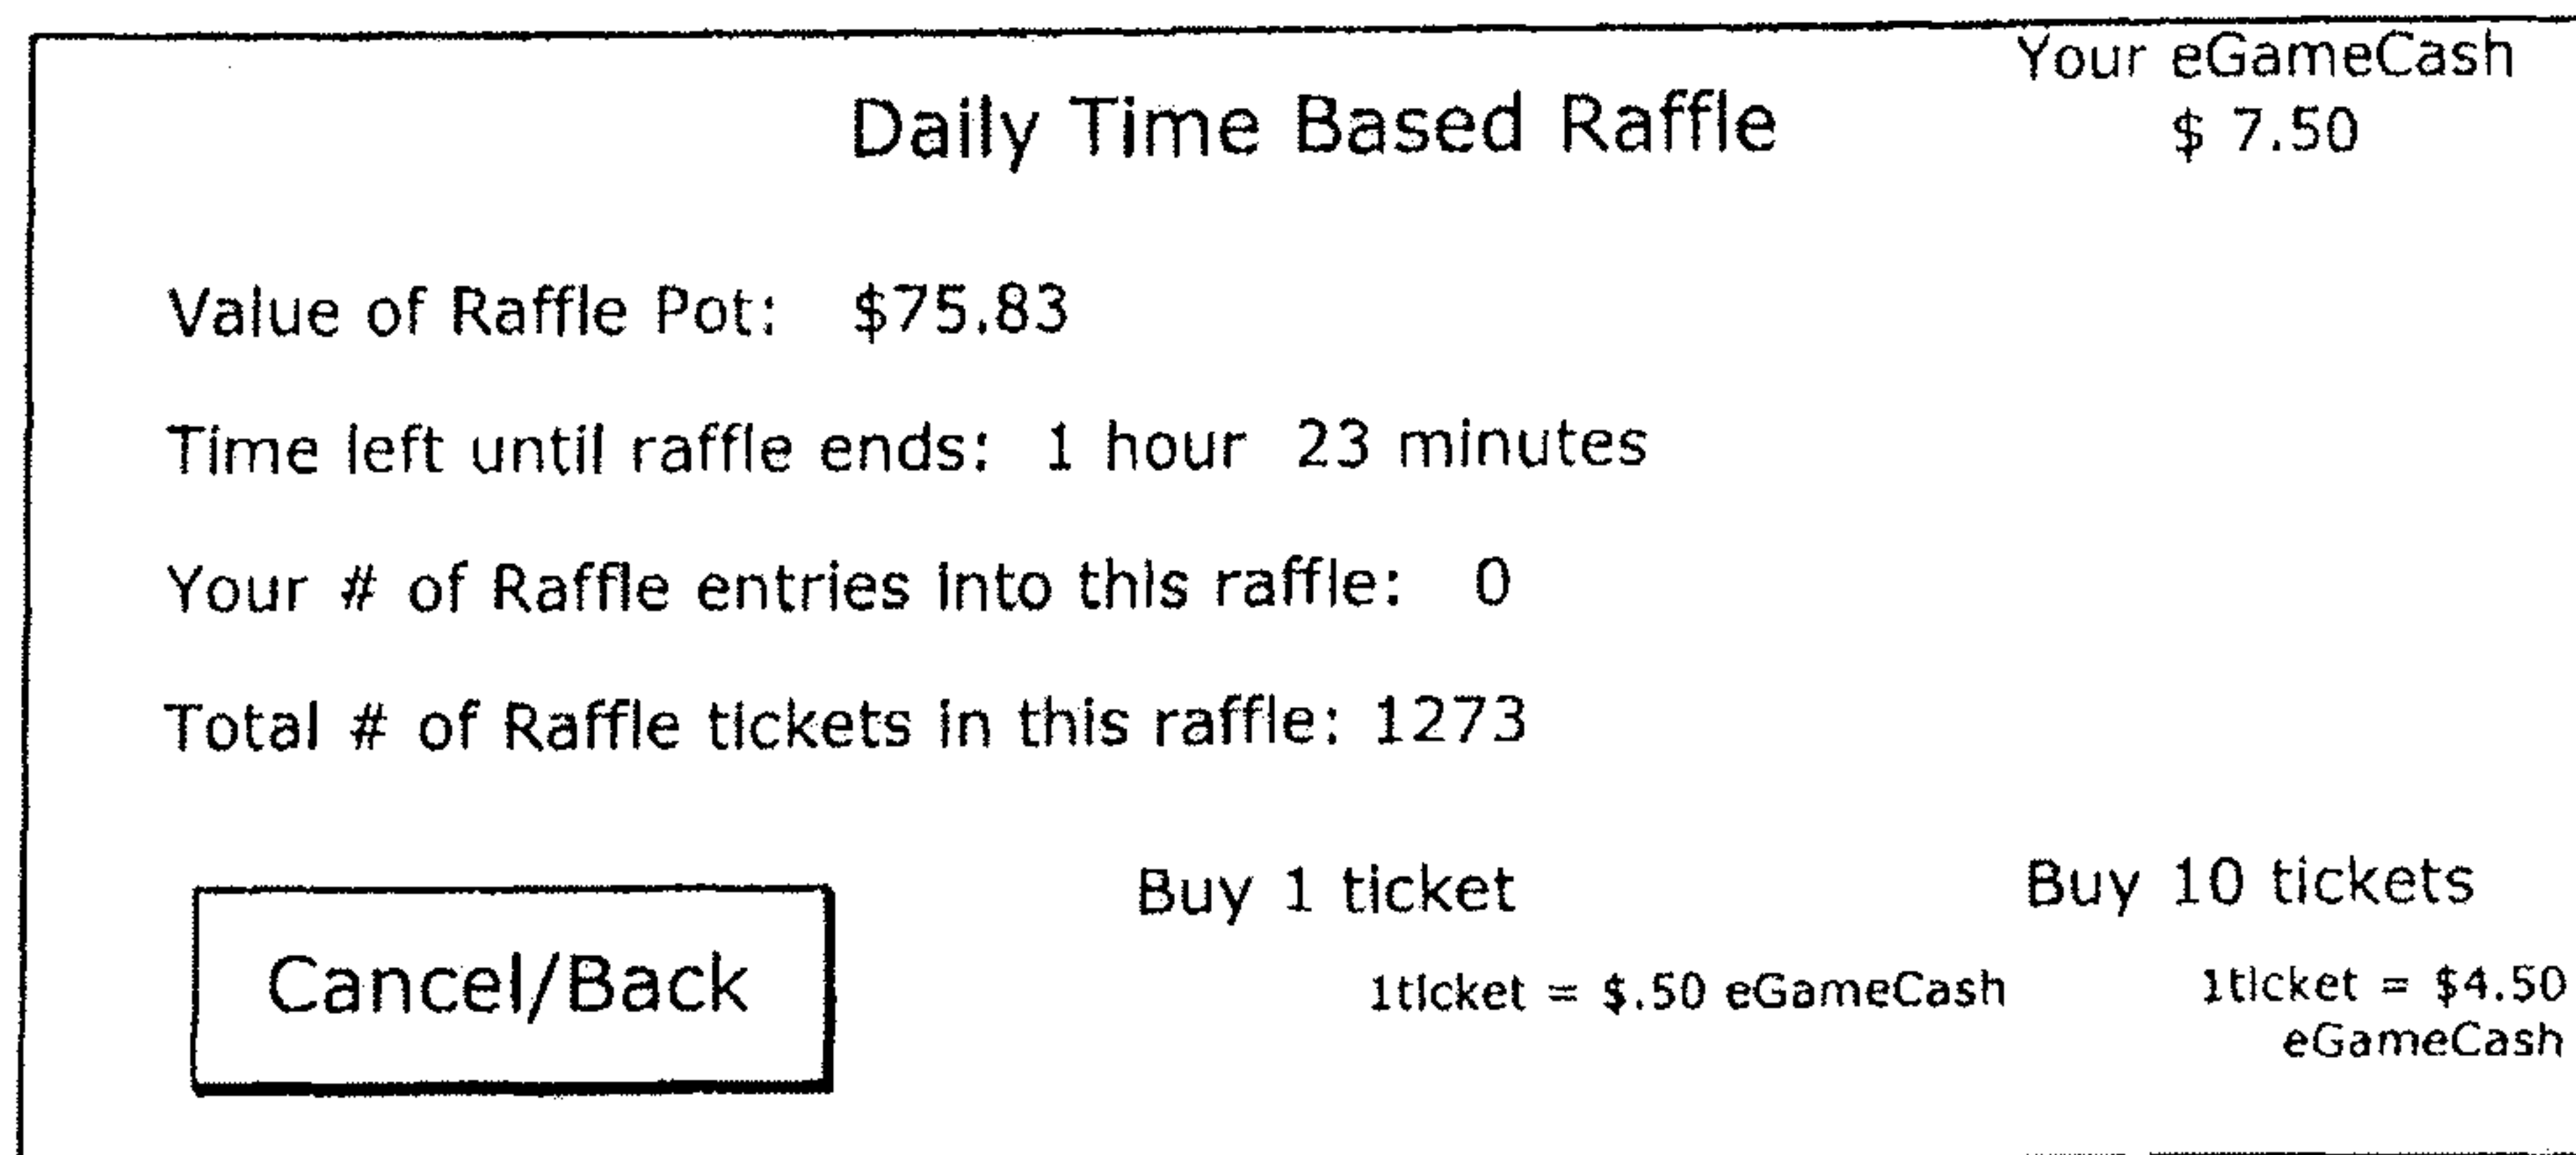 Your eGameCash
$ 7.50
Daily Time Based Raffle
Value of Raffle Pot: $75.83
Time left until raffle ends: 1 hour 23 minutes
Your # of Raffle entries into this raffle: 0
Total # of Raffle tickets in this raffle: 1273
Buy 1 ticket
1ticket = $.50 eGameCash
Buy 10 tickets
1ticket = $4.50
eGameCash
Cancel/Back